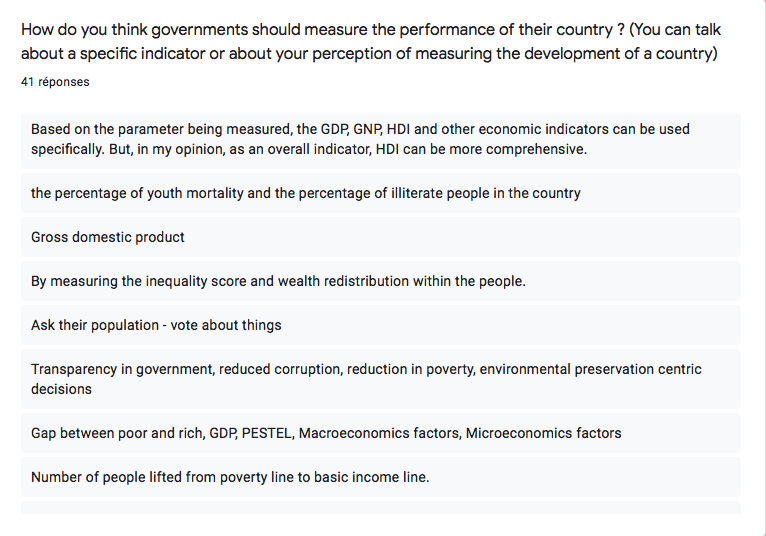 How do you think governments should measure the performance of their country ? (You can talk
about a specific indicator or about your perception of measuring the development of a country)
41 réponses
Based on the parameter being measured, the GDP, GNP, HDI and other economic indicators can be used
specifically. But, in my opinion, as an overall indicator, HDI can be more comprehensive.
the percentage of youth mortality and the percentage of illiterate people in the country
Gross domestic product
By measuring the inequality score and wealth redistribution within the people.
Ask their population - vote about things
Transparency in government, reduced corruption, reduction in poverty, environmental preservation centric
decisions
Gap between poor and rich, GDP, PESTEL, Macroeconomics factors, Microeconomics factors
Number of people lifted from poverty line to basic income line.